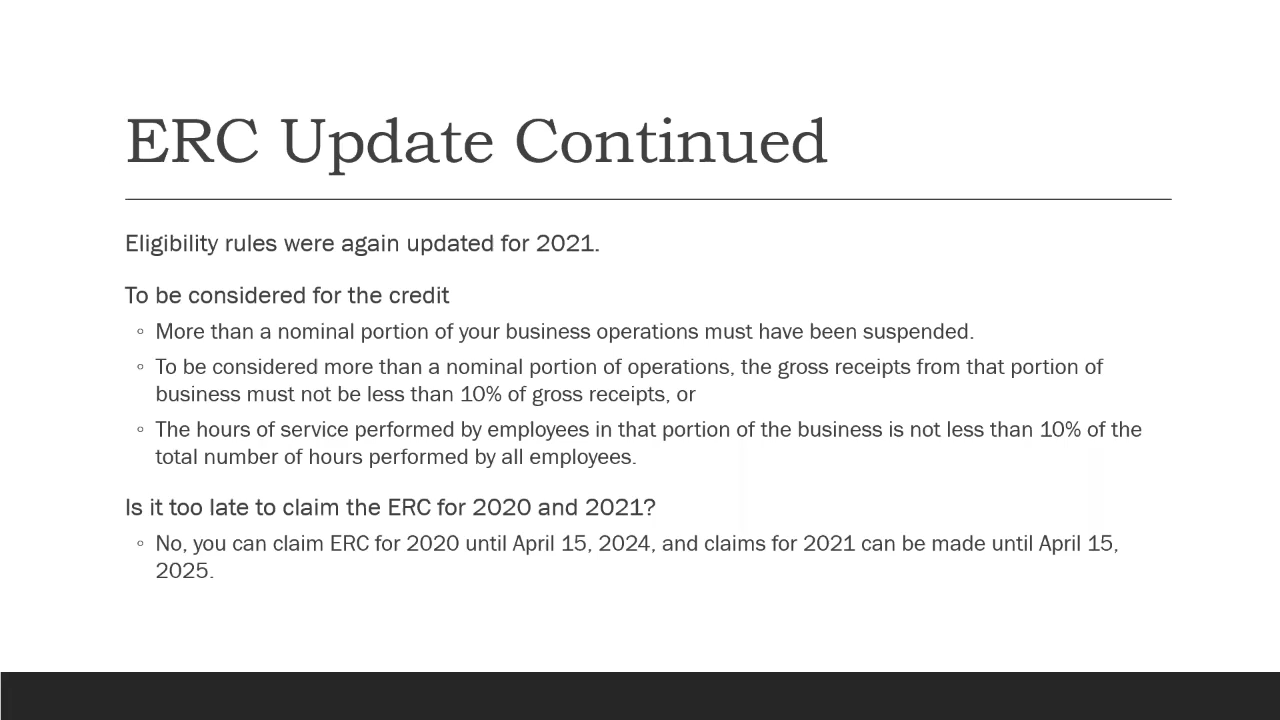 ERC Update Continued
Eligibility rules were again updated for 2021.
To be considered for the credit
◦ More than a nominal portion of your business operations must have been suspended.
◦ To be considered more than a nominal portion of operations, the gross receipts from that portion of
business must not be less than 10% of gross receipts, or
◦ The hours of service performed by employees in that portion of the business is not less than 10% of the
total number of hours performed by all employees.
Is it too late to claim the ERC for 2020 and 2021?
◦ No, you can claim ERC for 2020 until April 15, 2024, and claims for 2021 can be made until April 15,
2025.